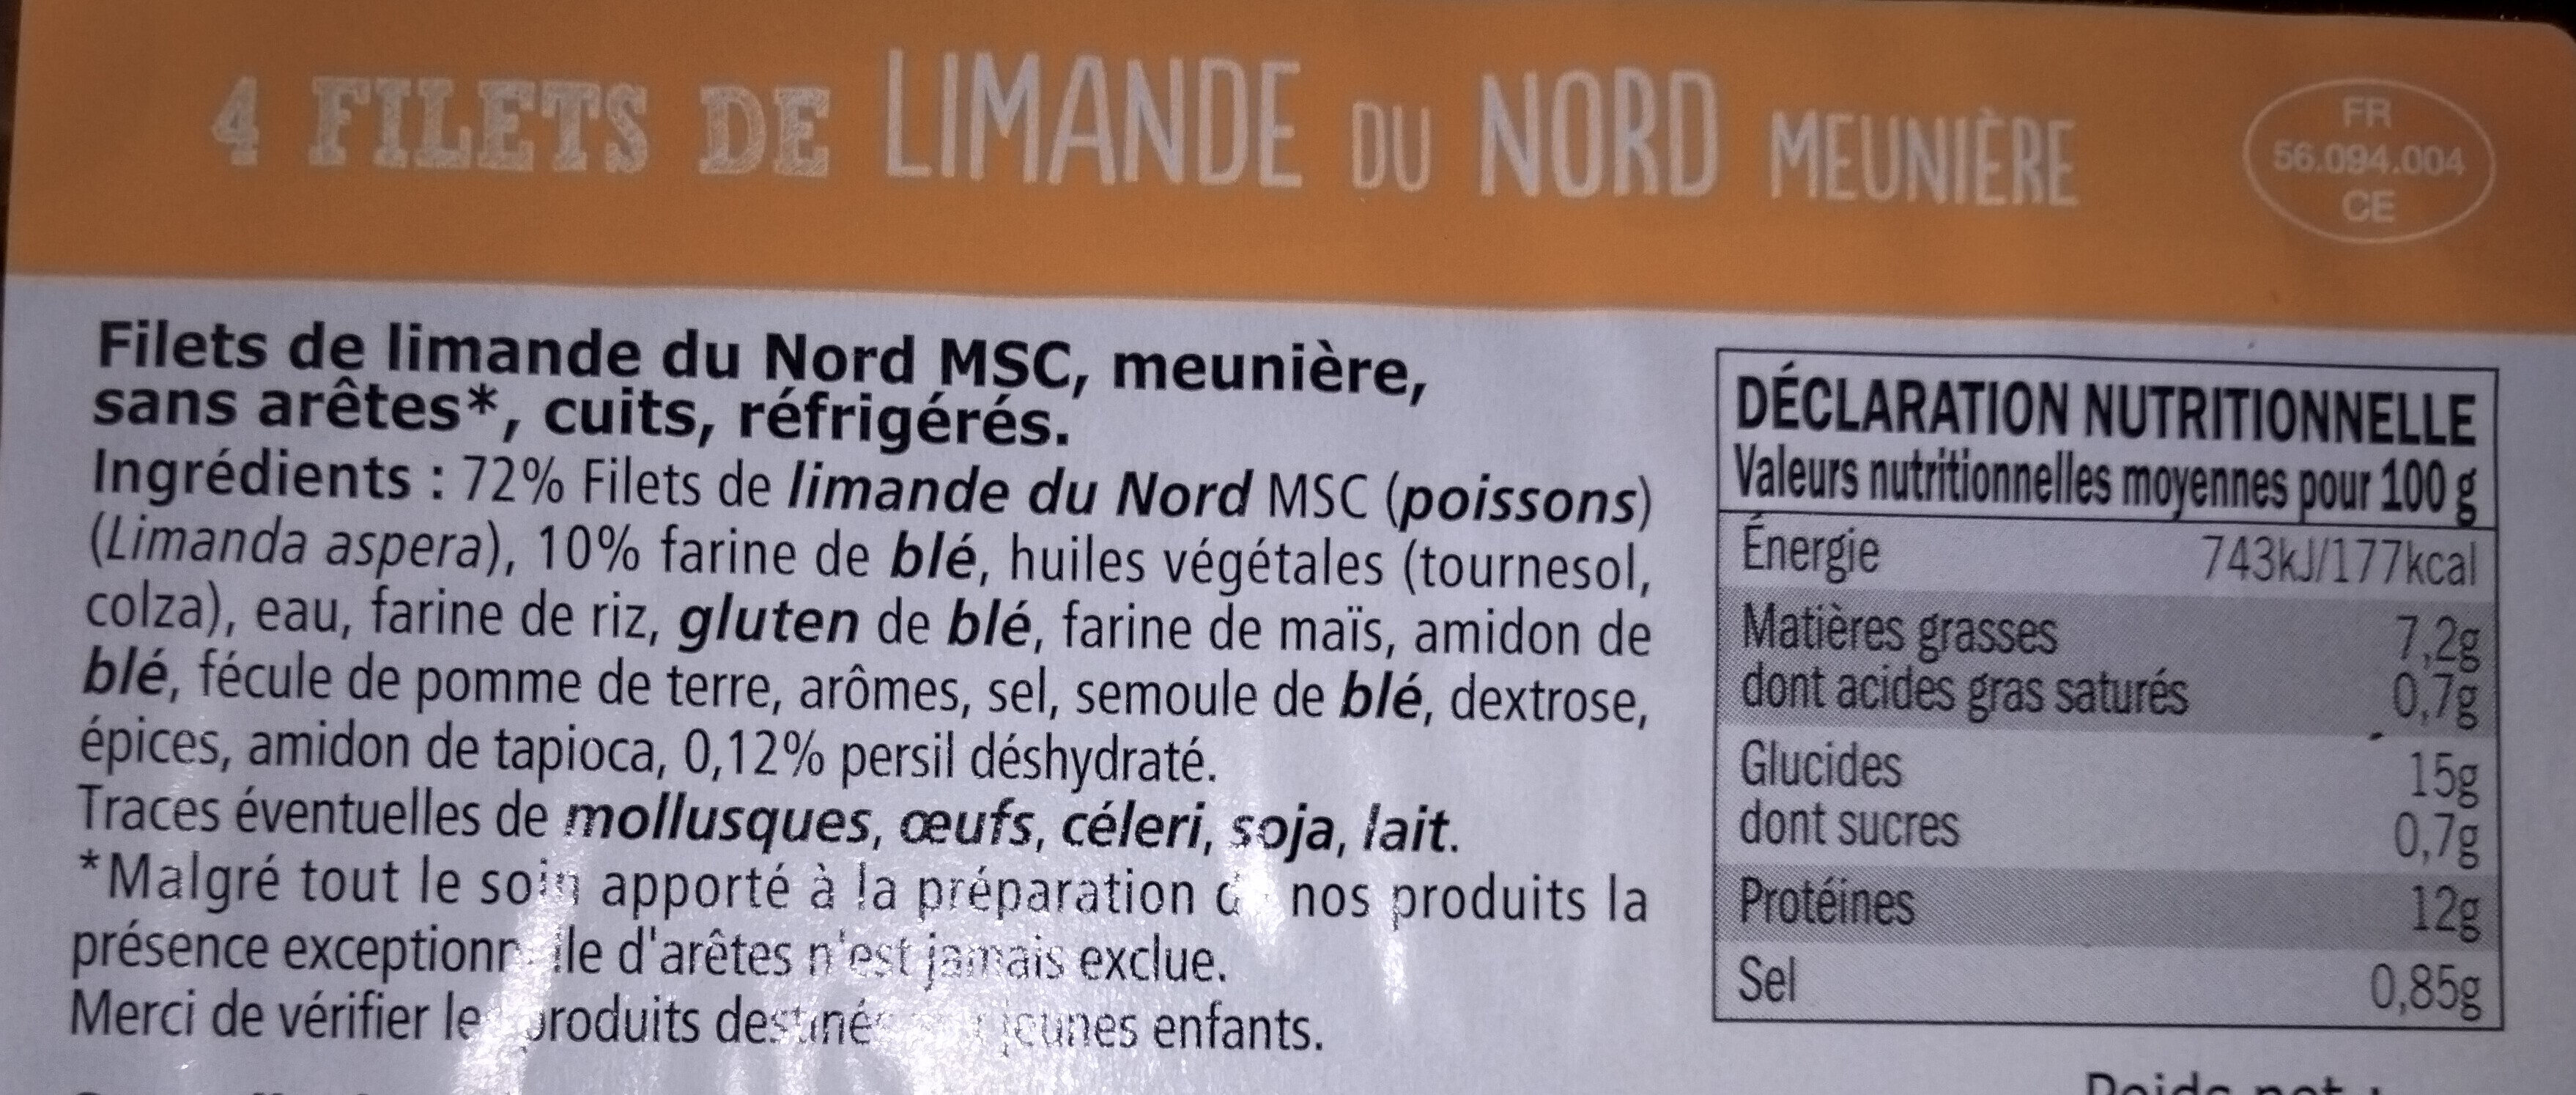 4 FILETS DE LIMANDE DU NORD MEUNIÈRE
FR
56.094.004
CE
Filets de limande du Nord MSC, meunière,
sans arêtes*, cuits, réfrigérés.
Ingrédients : 72% Filets de limande du Nord MSC (poissons)
(Limanda aspera), 10% farine de blé, huiles végétales (tournesol,
colza), eau, farine de riz, gluten de blé, farine de maïs, amidon de
blé, fécule de pomme de terre, arômes, sel, semoule de blé, dextrose,
épices, amidon de tapioca, 0,12% persil déshydraté.
Traces éventuelles de mollusques, œufs, céleri, soja, lait.
*Malgré tout le soin apporté à la préparation de nos produits la
présence exceptionnelle d'arêtes n'est jamais exclue.
Merci de vérifier les produits destinés jeunes enfants.
DÉCLARATION NUTRITIONNELLE
Valeurs nutritionnelles moyennes pour 100 g
Énergie 743kJ/177kcal
Matières grasses 7,2g
dont acides gras saturés 0,7g
Glucides 15g
dont sucres 0,7g
Protéines 12g
Sel 0,85g
Poids net :